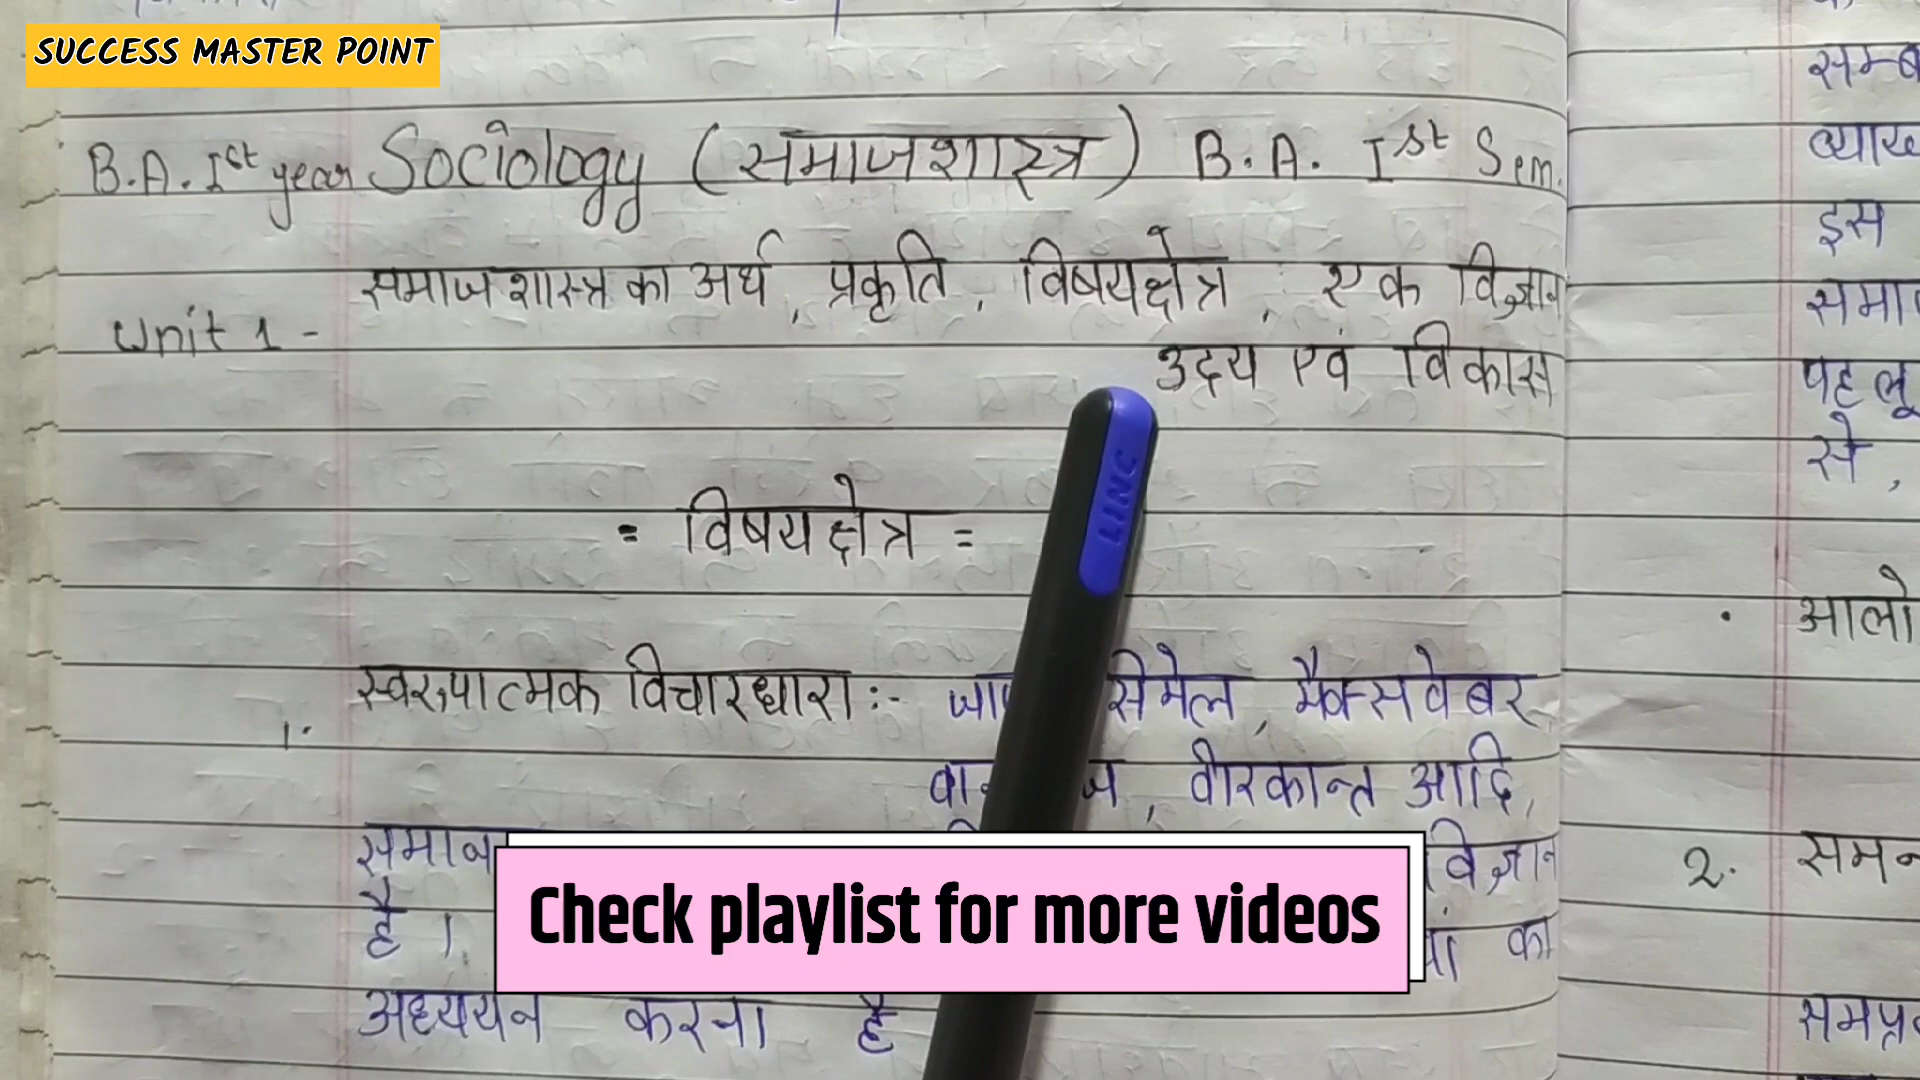 SUCCESS MASTER POINT
B.A. Ist year Sociology (समाजशास्त्र) B.A. Ist Sem.
Unit 1 - समाजशास्त्र का अर्थ, प्रकृति, विषयक्षेत्र, एक विज्ञान
उदय एवं विकास
= विषयक्षेत्र =
1. स्वरुपात्मक विचारधारा :- सिमेल, मैक्सवेबर
वीरकान्त आदि,
समाज विज्ञान
है । का
अध्ययन करना है
Check playlist for more videos
सम्ब
व्याख्
इस
समा
पहलू
से ,
• आलो
2. समन
समप्र